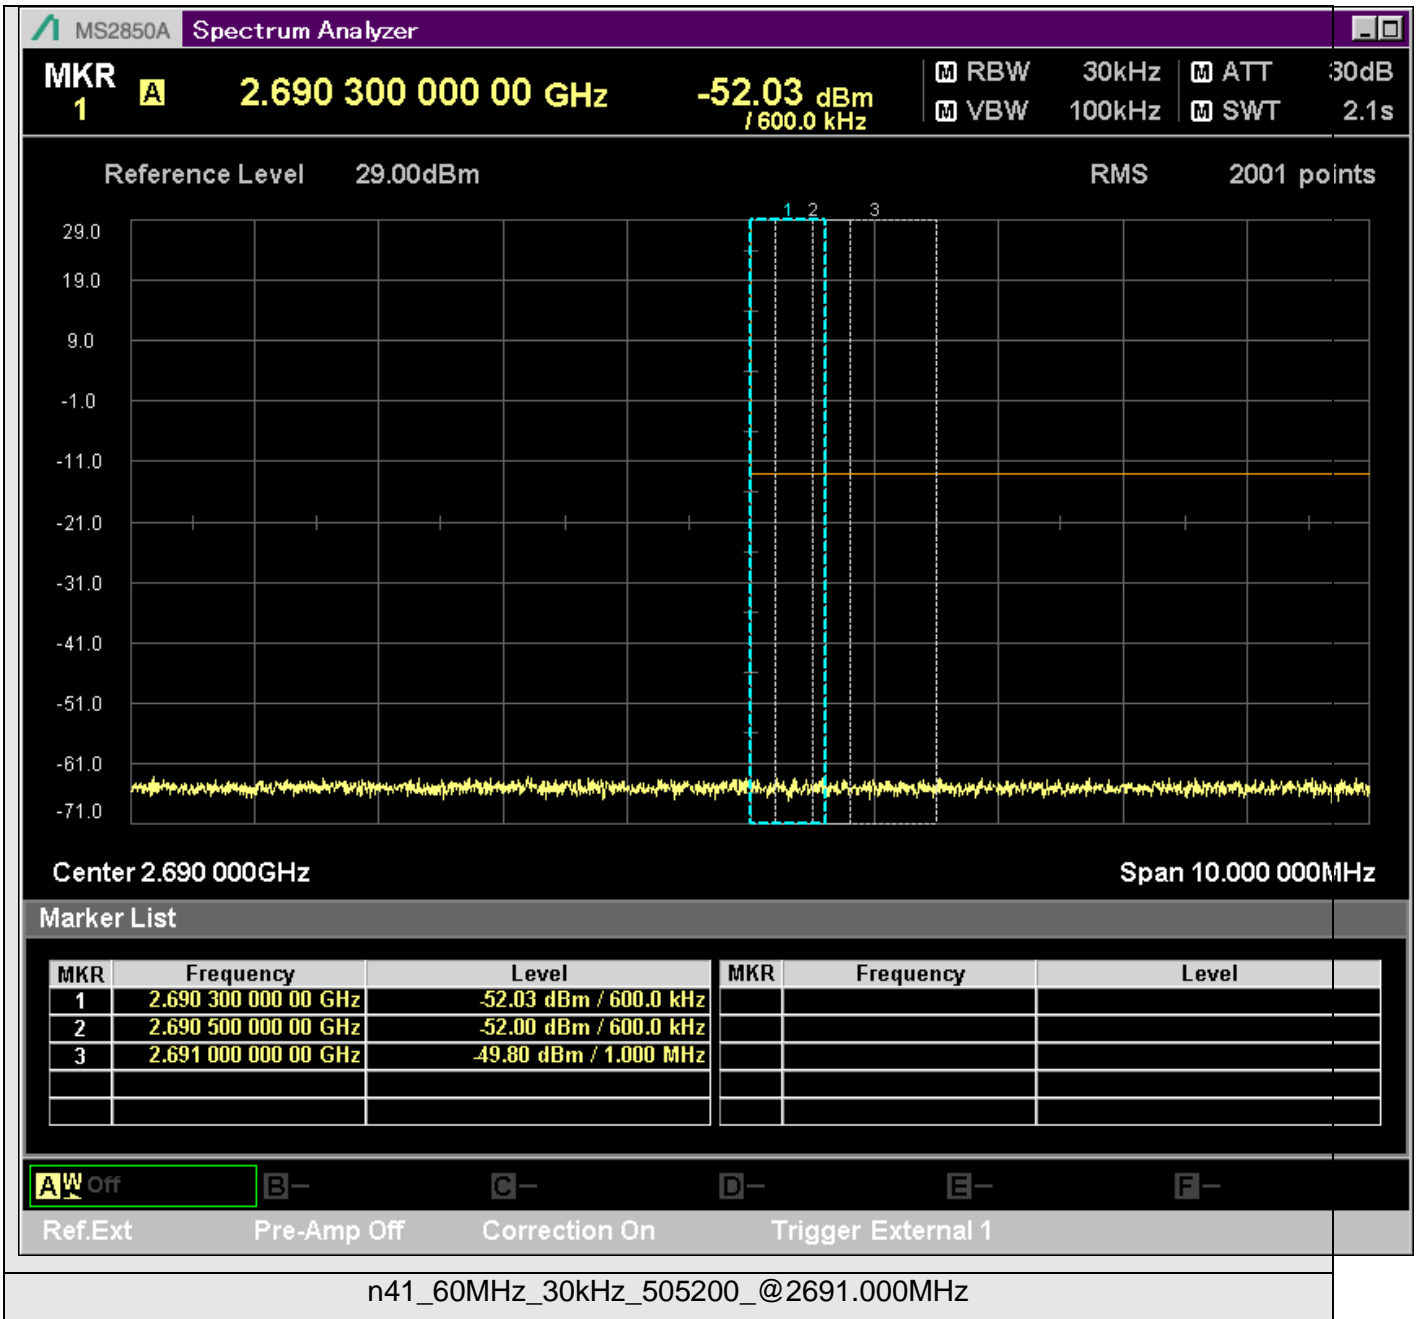 MS2850A Spectrum Analyzer
MKR 1 A 2.690 300 000 00 GHz -52.03 dBm / 600.0 kHz
M RBW 30kHz M ATT 30dB
M VBW 100kHz M SWT 2.1s
Reference Level 29.00dBm RMS 2001 points
1 2 3
29.0
19.0
9.0
-1.0
-11.0
-21.0
-31.0
-41.0
-51.0
-61.0
-71.0
Center 2.690 000GHz Span 10.000 000MHz
Marker List
MKR Frequency Level MKR Frequency Level
1 2.690 300 000 00 GHz -52.03 dBm / 600.0 kHz
2 2.690 500 000 00 GHz -52.00 dBm / 600.0 kHz
3 2.691 000 000 00 GHz -49.80 dBm / 1.000 MHz
A W Off B — C — D — E — F —
Ref.Ext Pre-Amp Off Correction On Trigger External 1
n41_60MHz_30kHz_505200_@2691.000MHz